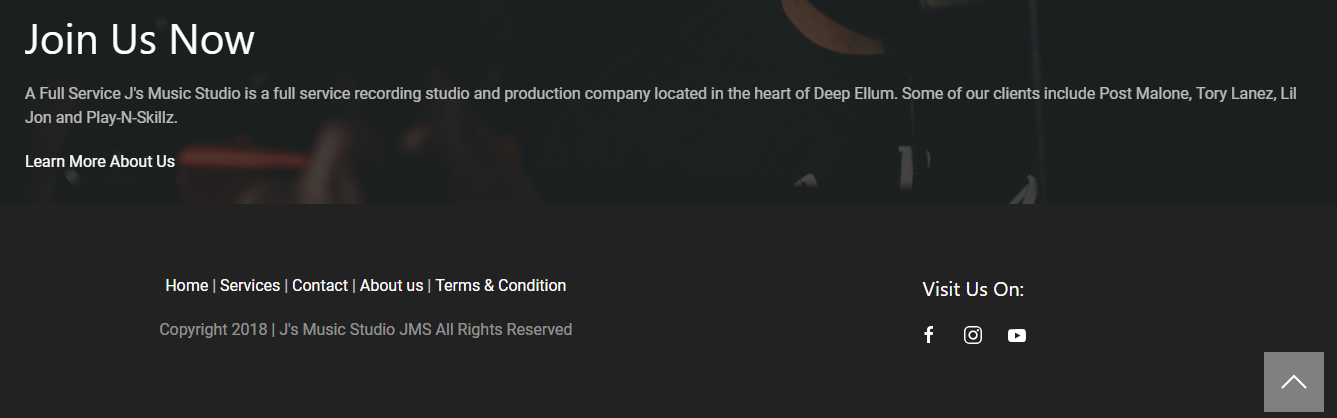 Join Us Now
A Full Service J's Music Studio is a full service recording studio and production company located in the heart of Deep Ellum. Some of our clients include Post Malone, Tory Lanez, Lil
Jon and Play-N-Skillz.
Learn More About Us
Home | Services | Contact | About us | Terms & Condition
Copyright 2018 | J's Music Studio JMS All Rights Reserved
Visit Us On: